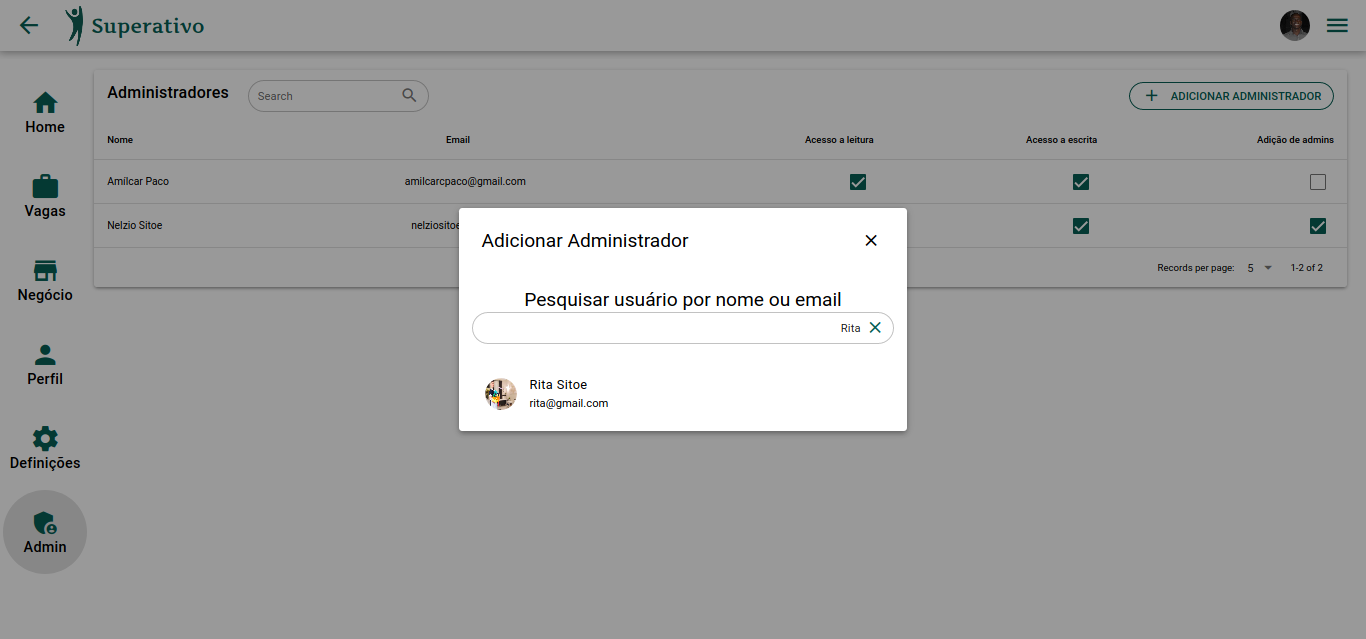 Superativo
Home
Vagas
Negócio
Perfil
Definições
Admin
Administradores
Search
ADICIONAR ADMINISTRADOR
Nome Email Acesso a leitura Acesso a escrita Adição de admins
Amílcar Paco amilcarcpaco@gmail.com
Nelzio Sitoe nelziositoe
Records per page: 5 1-2 of 2
Adicionar Administrador
Pesquisar usuário por nome ou email
Rita
Rita Sitoe
rita@gmail.com